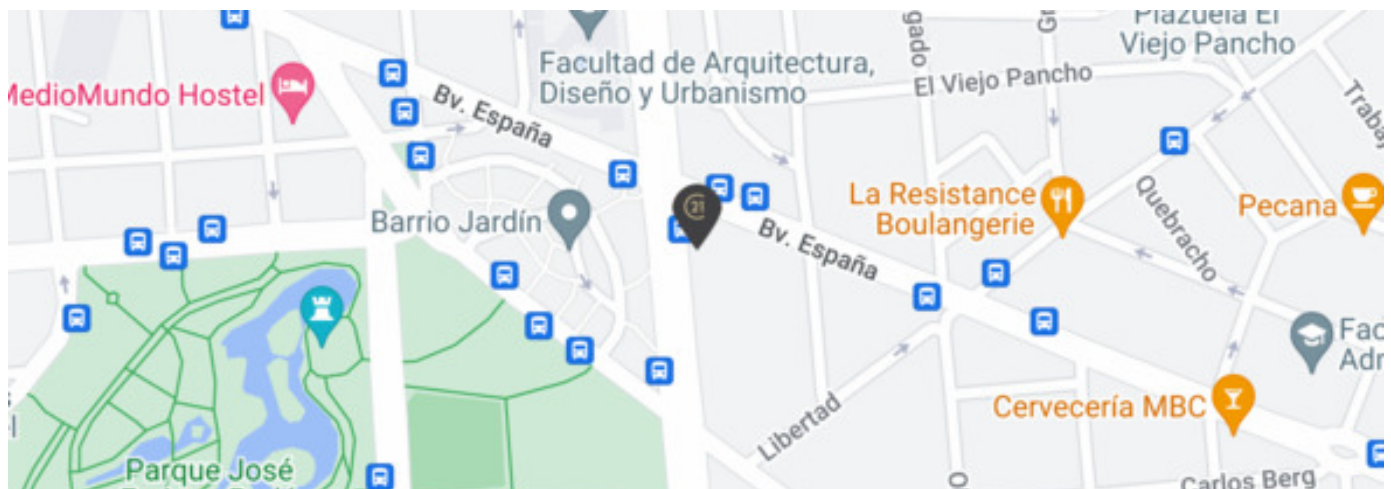 Plazuela El
Viejo Pancho
Facultad de Arquitectura,
Diseño y Urbanismo
El Viejo Pancho
MedioMundo Hostel
Bv. España
La Resistance
Boulangerie
Quebracho
Pecana
Barrio Jardín
21
Bv. España
Libertad
Cervecería MBC
Parque José
Carlos Berg